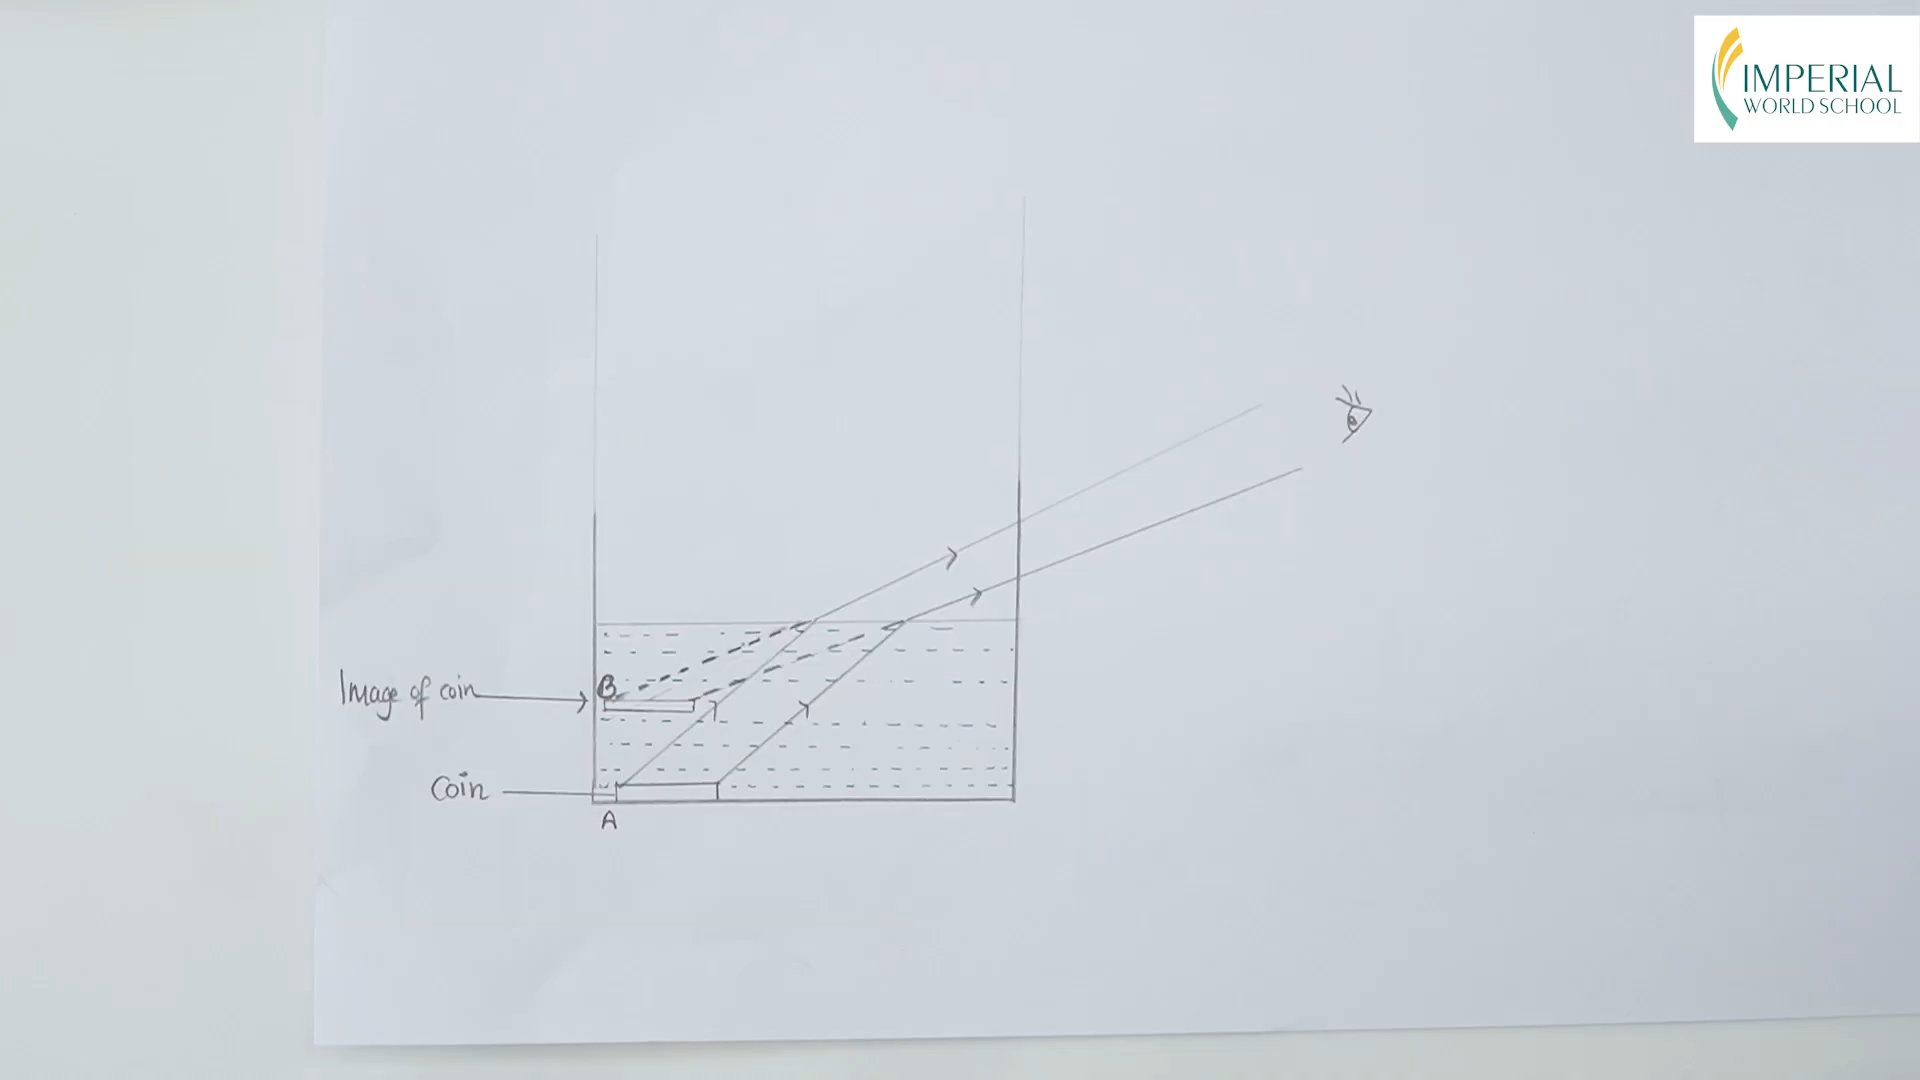 IMPERIAL
WORLD SCHOOL
B
Image of coin
Coin
A